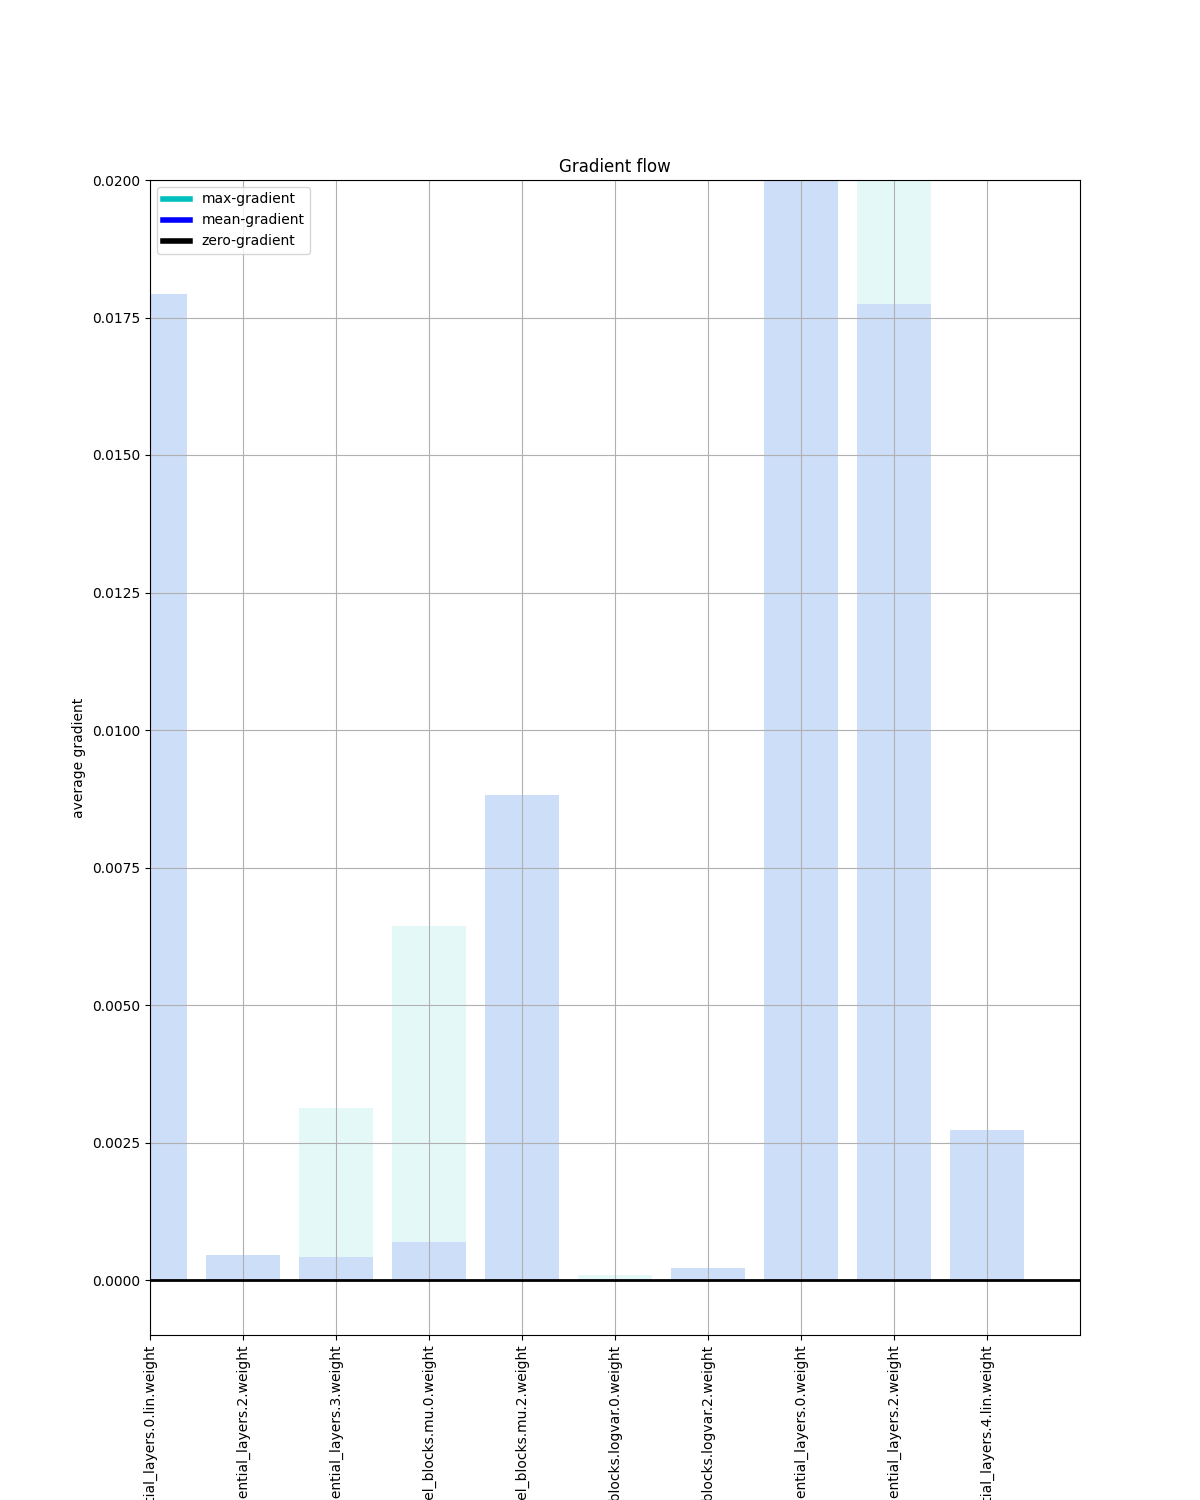 Gradient flow
max-gradient
mean-gradient
zero-gradient
average gradient
0.0200
0.0175
0.0150
0.0125
0.0100
0.0075
0.0050
0.0025
0.0000
tial_layers.0.lin.weight
ential_layers.2.weight
ential_layers.3.weight
el_blocks.mu.0.weight
el_blocks.mu.2.weight
blocks.logvar.0.weight
blocks.logvar.2.weight
ential_layers.0.weight
ential_layers.2.weight
tial_layers.4.lin.weight